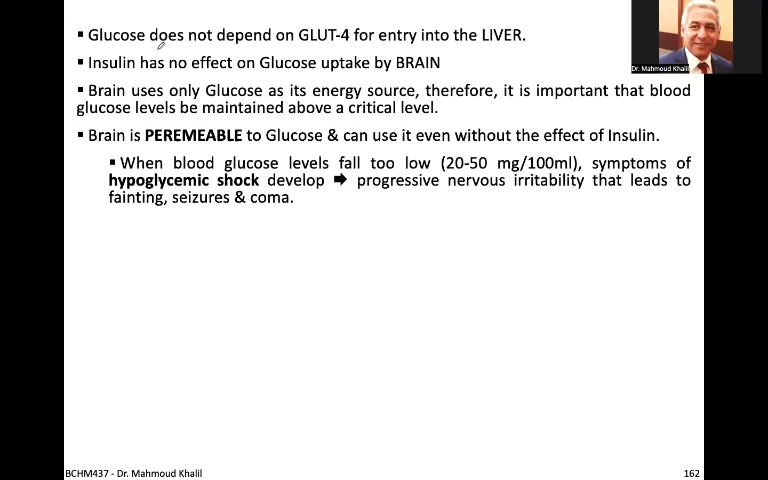 ▪ Glucose does not depend on GLUT-4 for entry into the LIVER.
▪ Insulin has no effect on Glucose uptake by BRAIN
▪ Brain uses only Glucose as its energy source, therefore, it is important that blood
glucose levels be maintained above a critical level.
▪ Brain is PEREMEABLE to Glucose & can use it even without the effect of Insulin.
▪ When blood glucose levels fall too low (20-50 mg/100ml), symptoms of
hypoglycemic shock develop ➡ progressive nervous irritability that leads to
fainting, seizures & coma.
Dr. Mahmoud Khalil
BCHM437 - Dr. Mahmoud Khalil
162